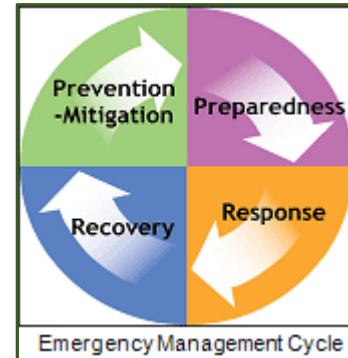 Prevention
-Mitigation
Preparedness
Recovery
Response
Emergency Management Cycle